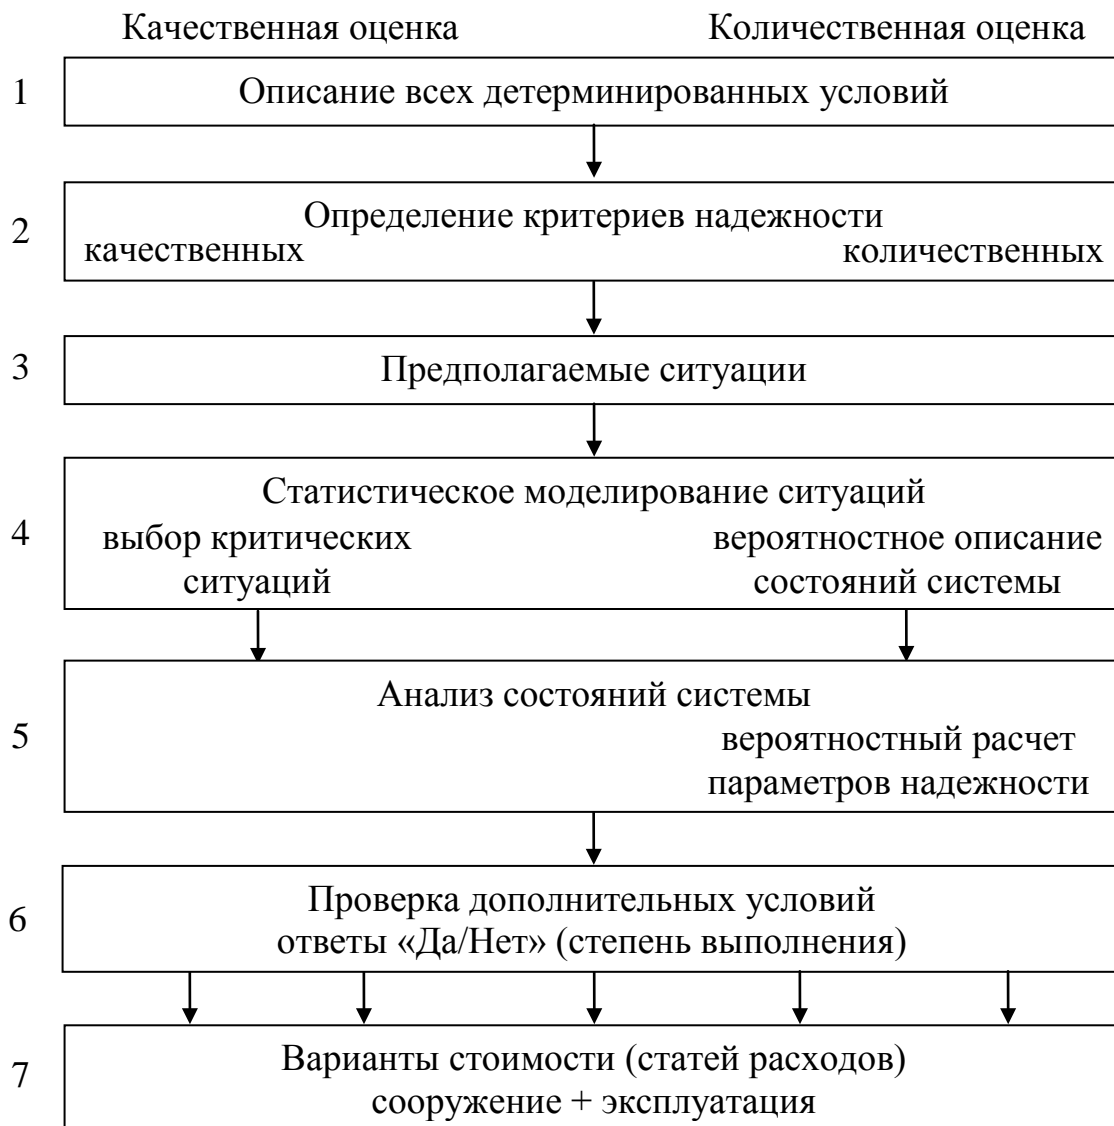 Качественная оценка Количественная оценка
1 Описание всех детерминированных условий
Определение критериев надежности
2
качественных количественных
3 Предполагаемые ситуации
Статистическое моделирование ситуаций
4 выбор критических вероятностное описание
ситуаций состояний системы
Анализ состояний системы
5 вероятностный расчет
параметров надежности
Проверка дополнительных условий
6
ответы «Да/Нет» (степень выполнения)
Варианты стоимости (статей расходов)
7
сооружение + эксплуатация